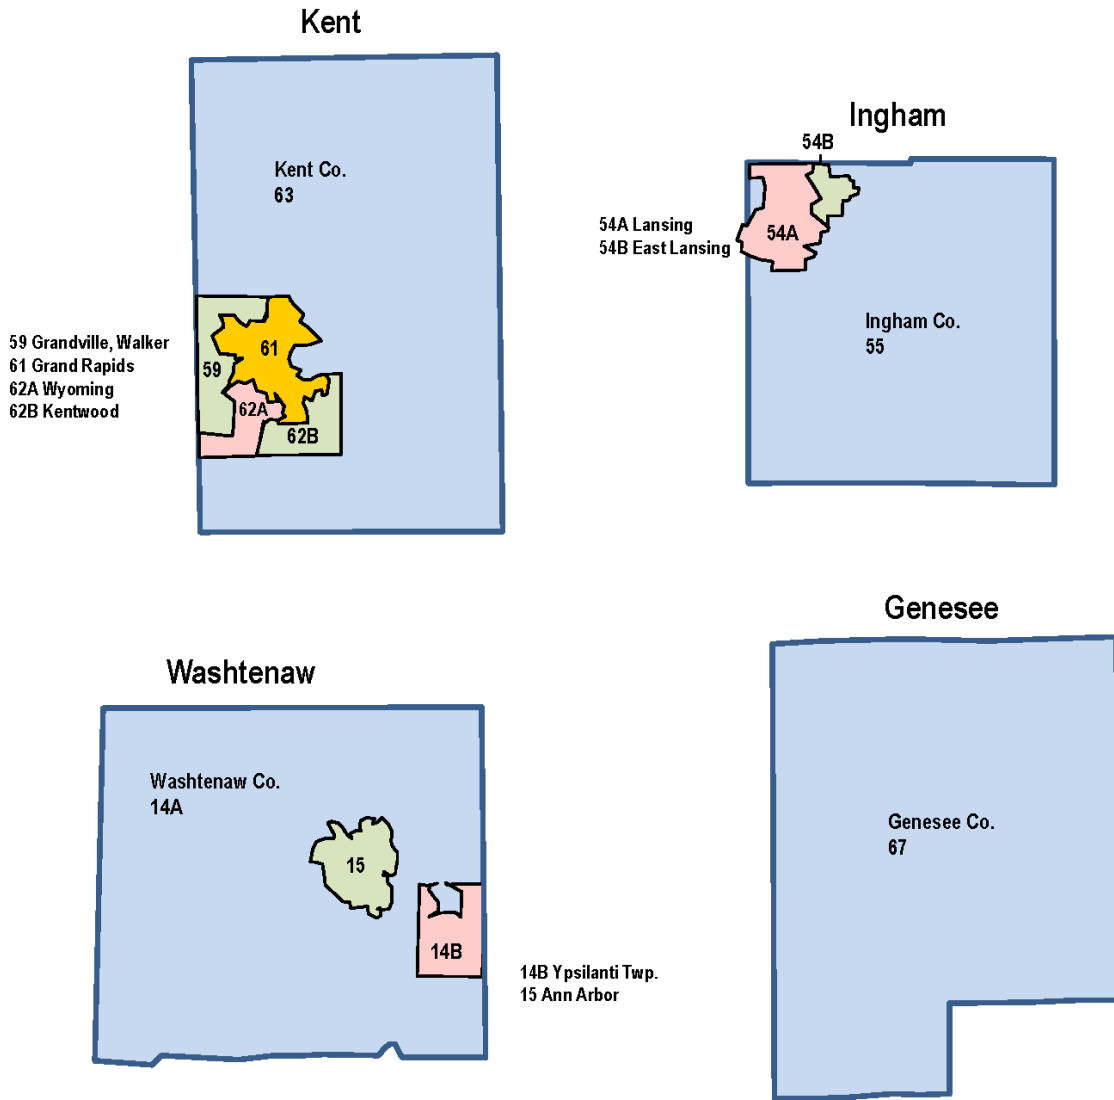 Kent
Kent Co.
63
59 Grandville, Walker
61 Grand Rapids
62A Wyoming
62B Kentwood
59
61
62A
62B
Ingham
54B
54A Lansing
54B East Lansing
54A
Ingham Co.
55
Washtenaw
Washtenaw Co.
14A
15
14B
14B Ypsilanti Twp.
15 Ann Arbor
Genesee
Genesee Co.
67